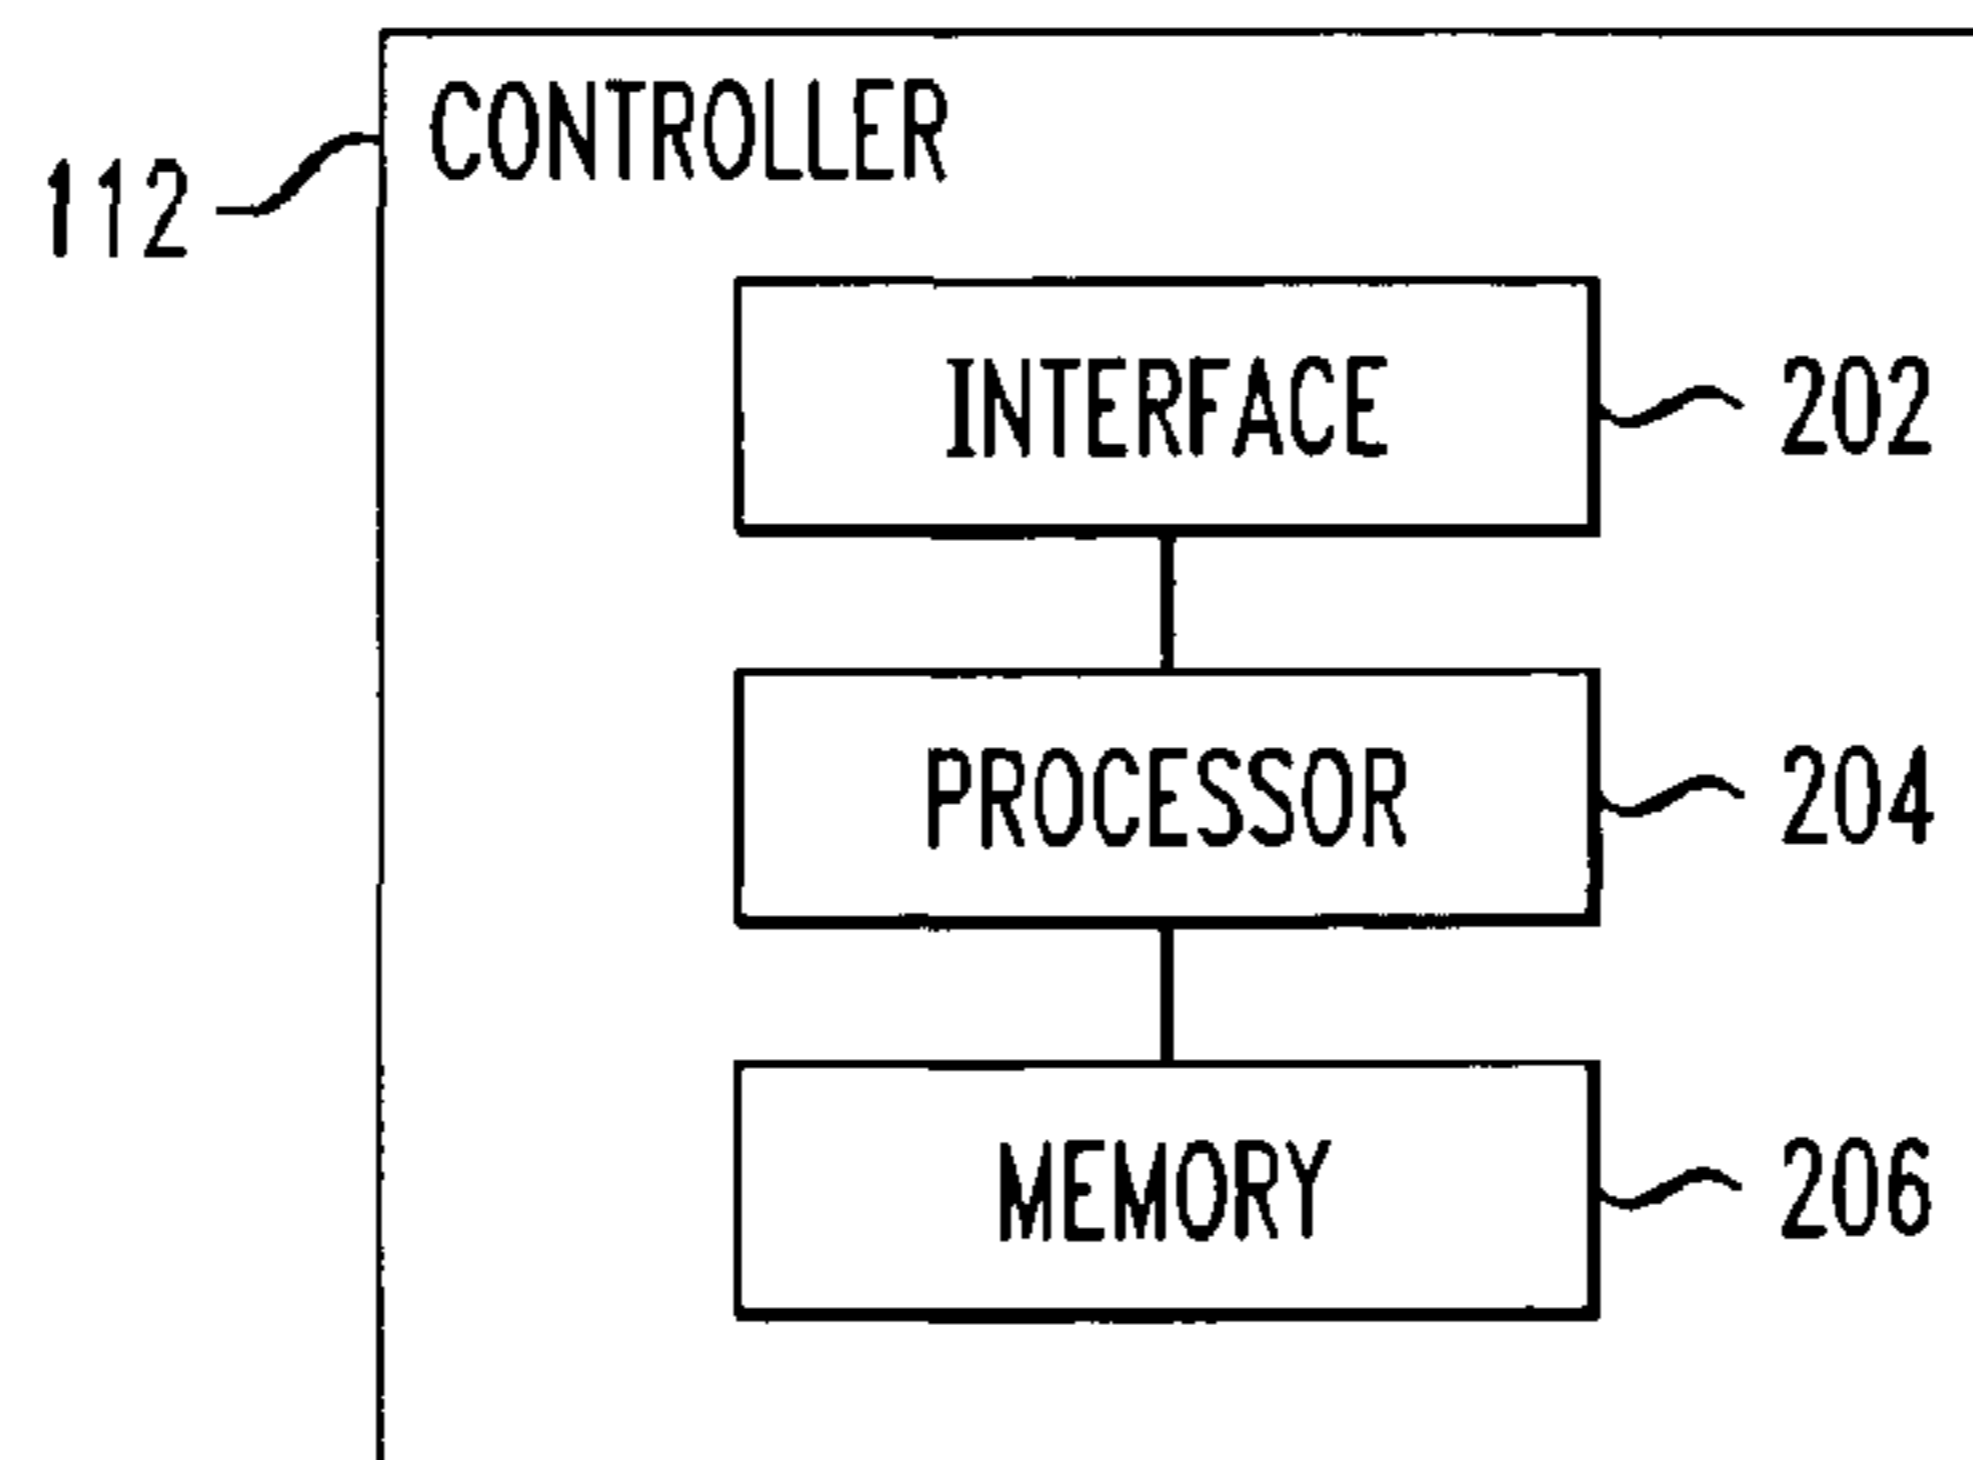 CONTROLLER
112
INTERFACE 202
PROCESSOR 204
MEMORY 206